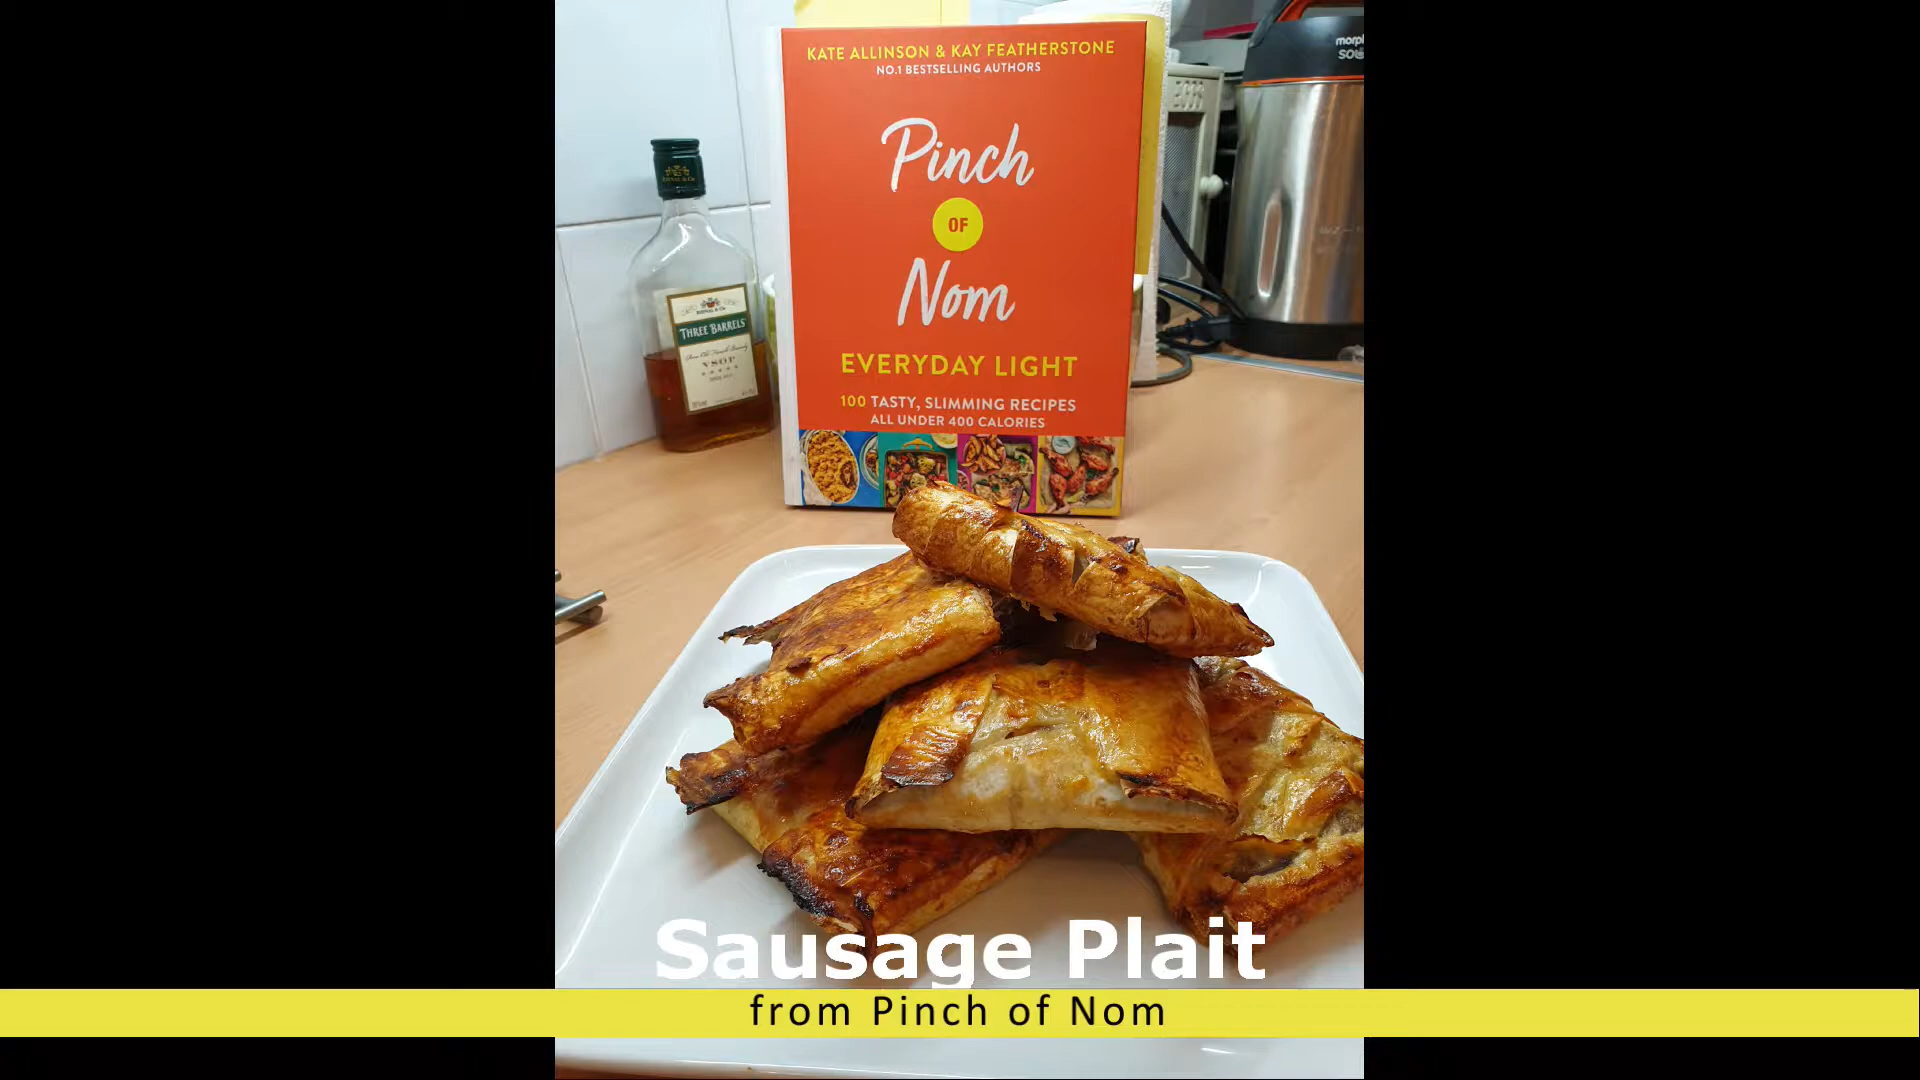 KATE ALLINSON & KAY FEATHERSTONE
NO.1 BESTSELLING AUTHORS
Pinch
OF
Nom
EVERYDAY LIGHT
100 TASTY, SLIMMING RECIPES
ALL UNDER 400 CALORIES
THREE BARRELS
VSOP
Sausage Plait
from Pinch of Nom